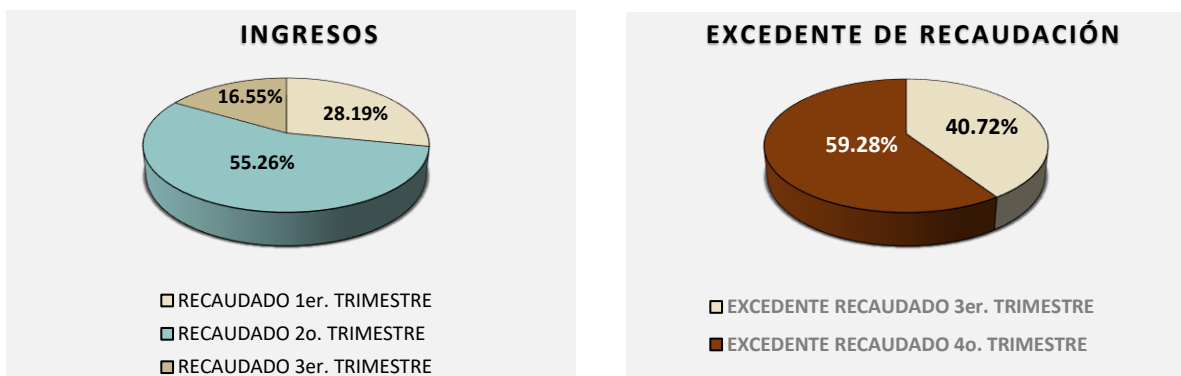 INGRESOS
16.55%
28.19%
55.26%
RECAUDADO 1er. TRIMESTRE
RECAUDADO 2o. TRIMESTRE
RECAUDADO 3er. TRIMESTRE
EXCEDENTE DE RECAUDACIÓN
40.72%
59.28%
EXCEDENTE RECAUDADO 3er. TRIMESTRE
EXCEDENTE RECAUDADO 4o. TRIMESTRE